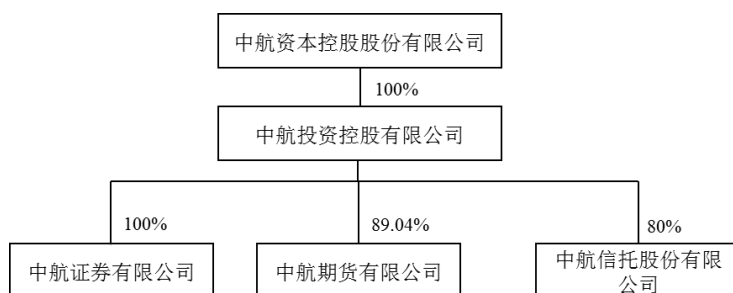 中航资本控股股份有限公司
100%
中航投资控股有限公司
100%
89.04%
80%
中航证券有限公司
中航期货有限公司
中航信托股份有限
公司